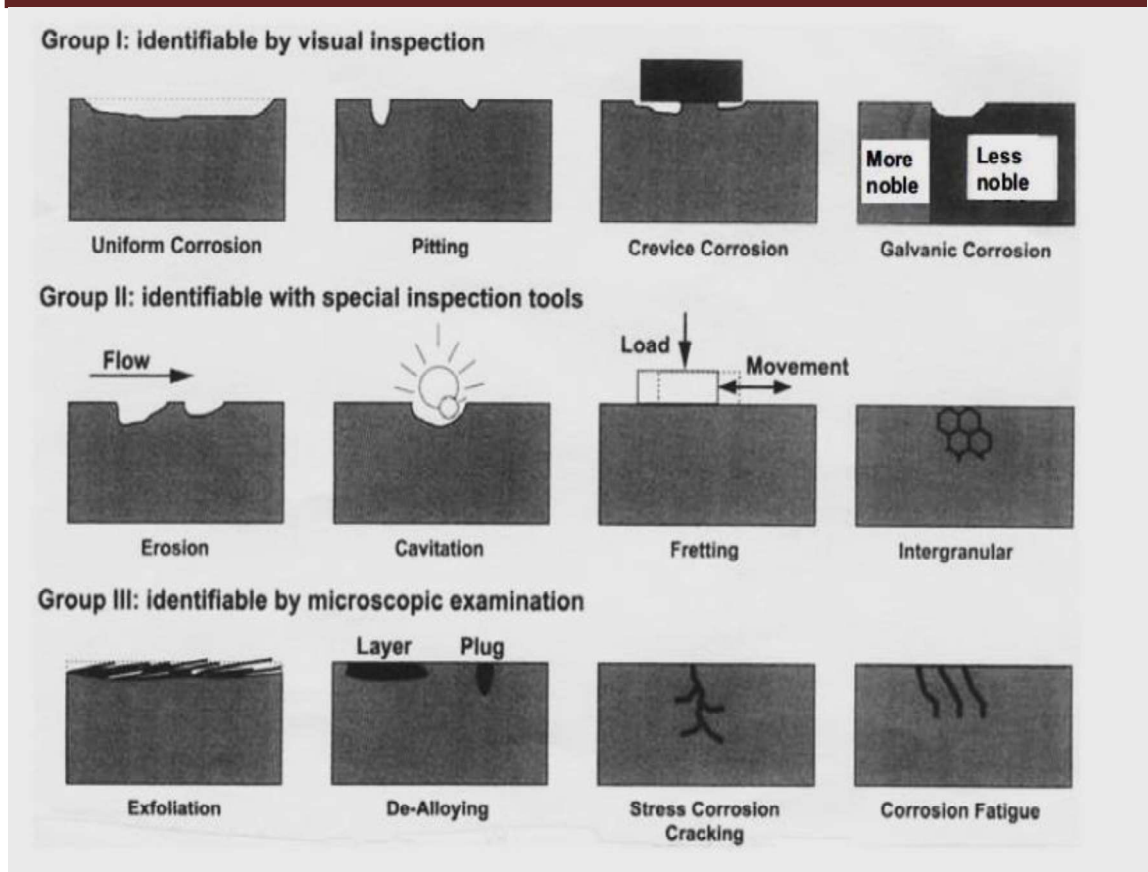 Group I: identifiable by visual inspection
More
noble
Less
noble
Uniform Corrosion
Pitting
Crevice Corrosion
Galvanic Corrosion
Group II: identifiable with special inspection tools
Flow
Load
Movement
Erosion
Cavitation
Fretting
Intergranular
Group III: identifiable by microscopic examination
Layer
Plug
Exfoliation
De-Alloying
Stress Corrosion
Cracking
Corrosion Fatigue